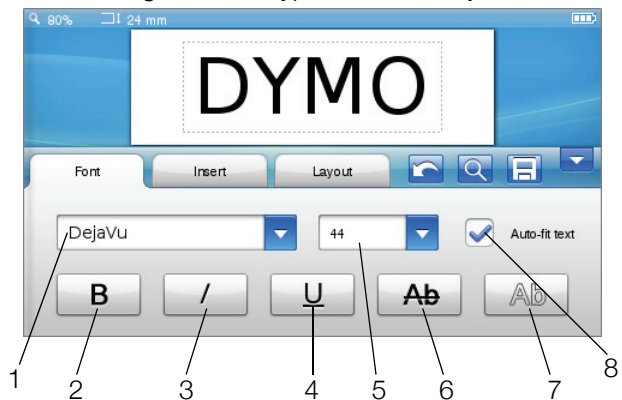 80% 24 mm
DYMO
Font Insert Layout
DejaVu 44 Auto-fit text
B I U Ab Ab
1 2 3 4 5 6 7 8